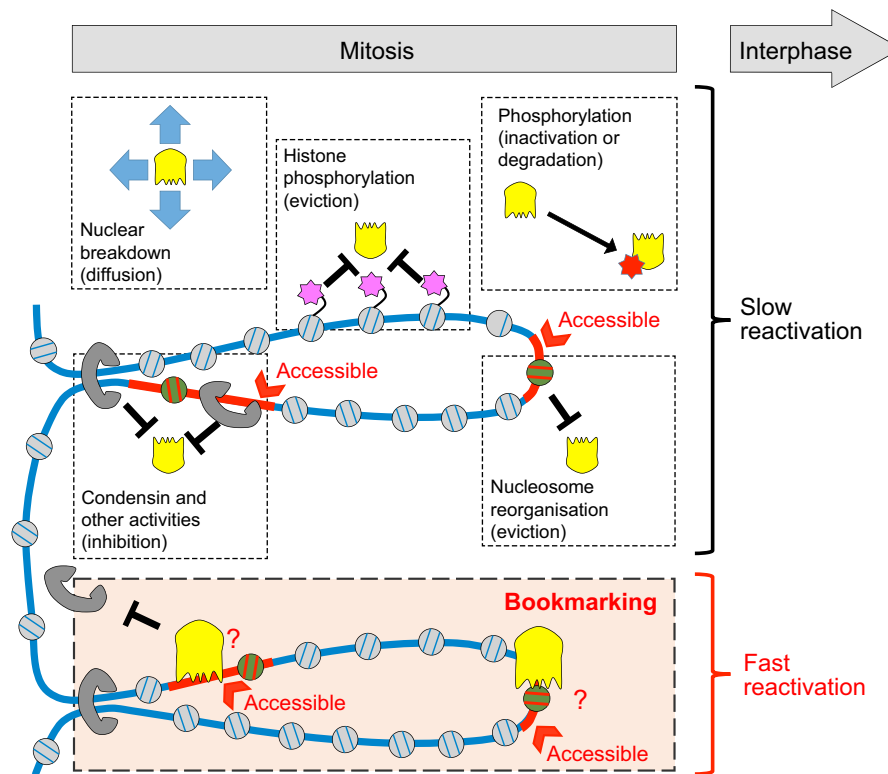 Mitosis
Interphase
Nuclear
breakdown
(diffusion)
Histone
phosphorylation
(eviction)
Phosphorylation
(inactivation or
degradation)
Accessible
Accessible
Slow
reactivation
Condensin and
other activities
(inhibition)
Nucleosome
reorganisation
(eviction)
Bookmarking
?
Accessible
?
Accessible
Fast
reactivation